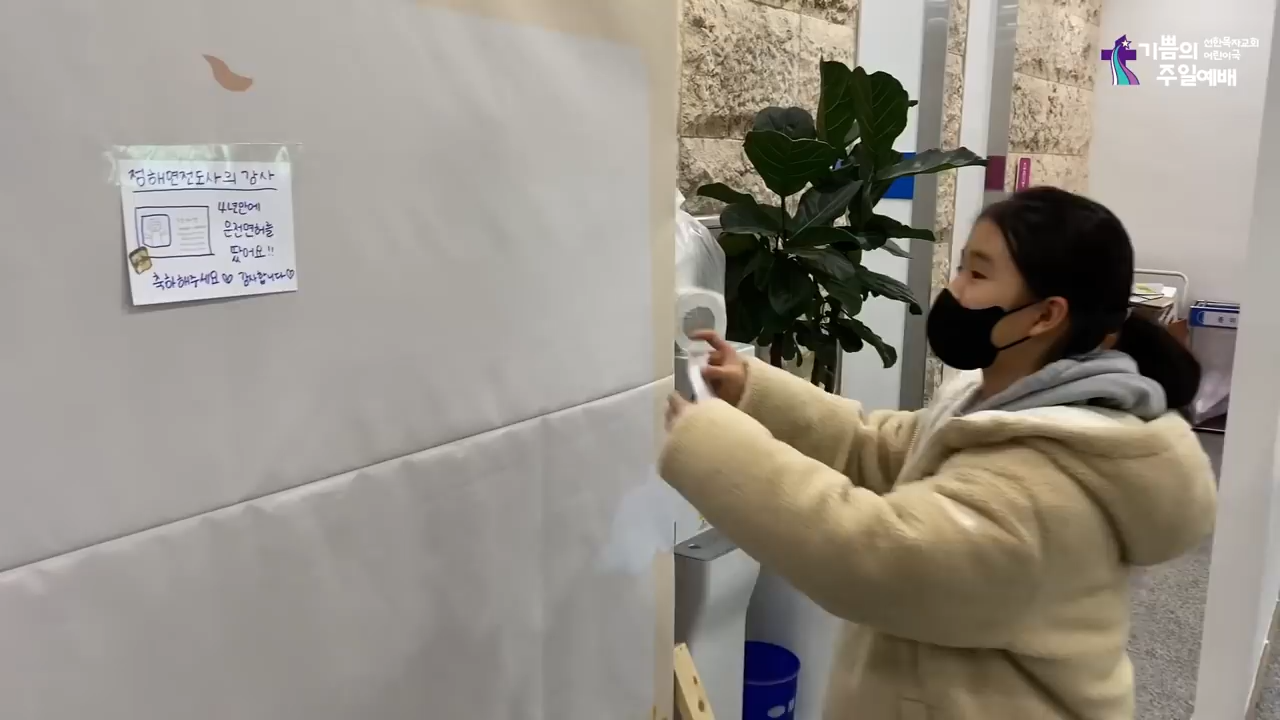 정해면전도사의 감사
4년만에
운전면허를
땄어요!!
축하해주세요♡ 감사합니다♡
기쁨의
선한목자교회
어린이국
주일예배